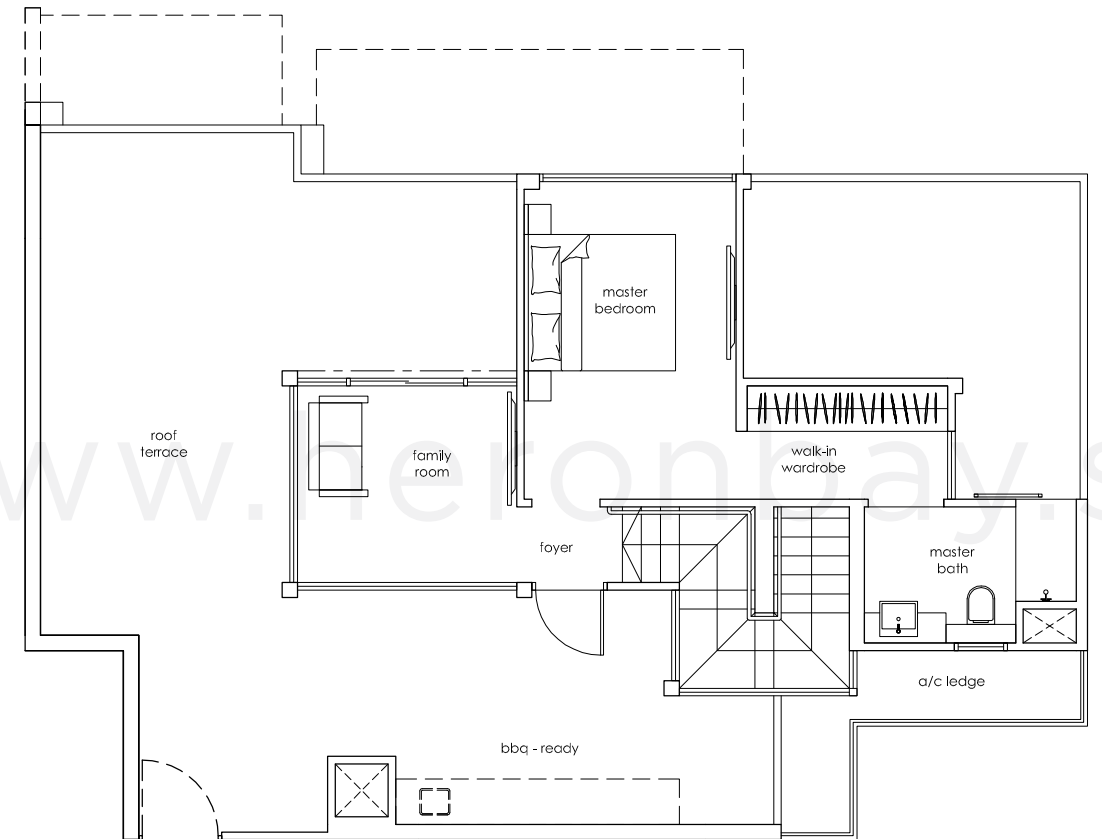 master
bedroom
roof
terrace
family
room
walk-in
wardrobe
www.heronbay.s
foyer
master
bath
a/c ledge
bbq - ready